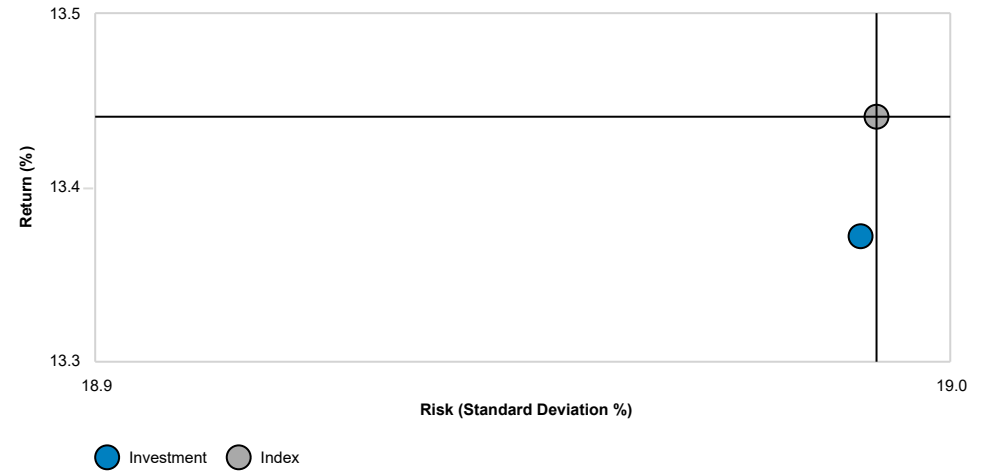 13.5
13.4
13.3
Return (%)
18.9
19.0
Risk (Standard Deviation %)
Investment
Index